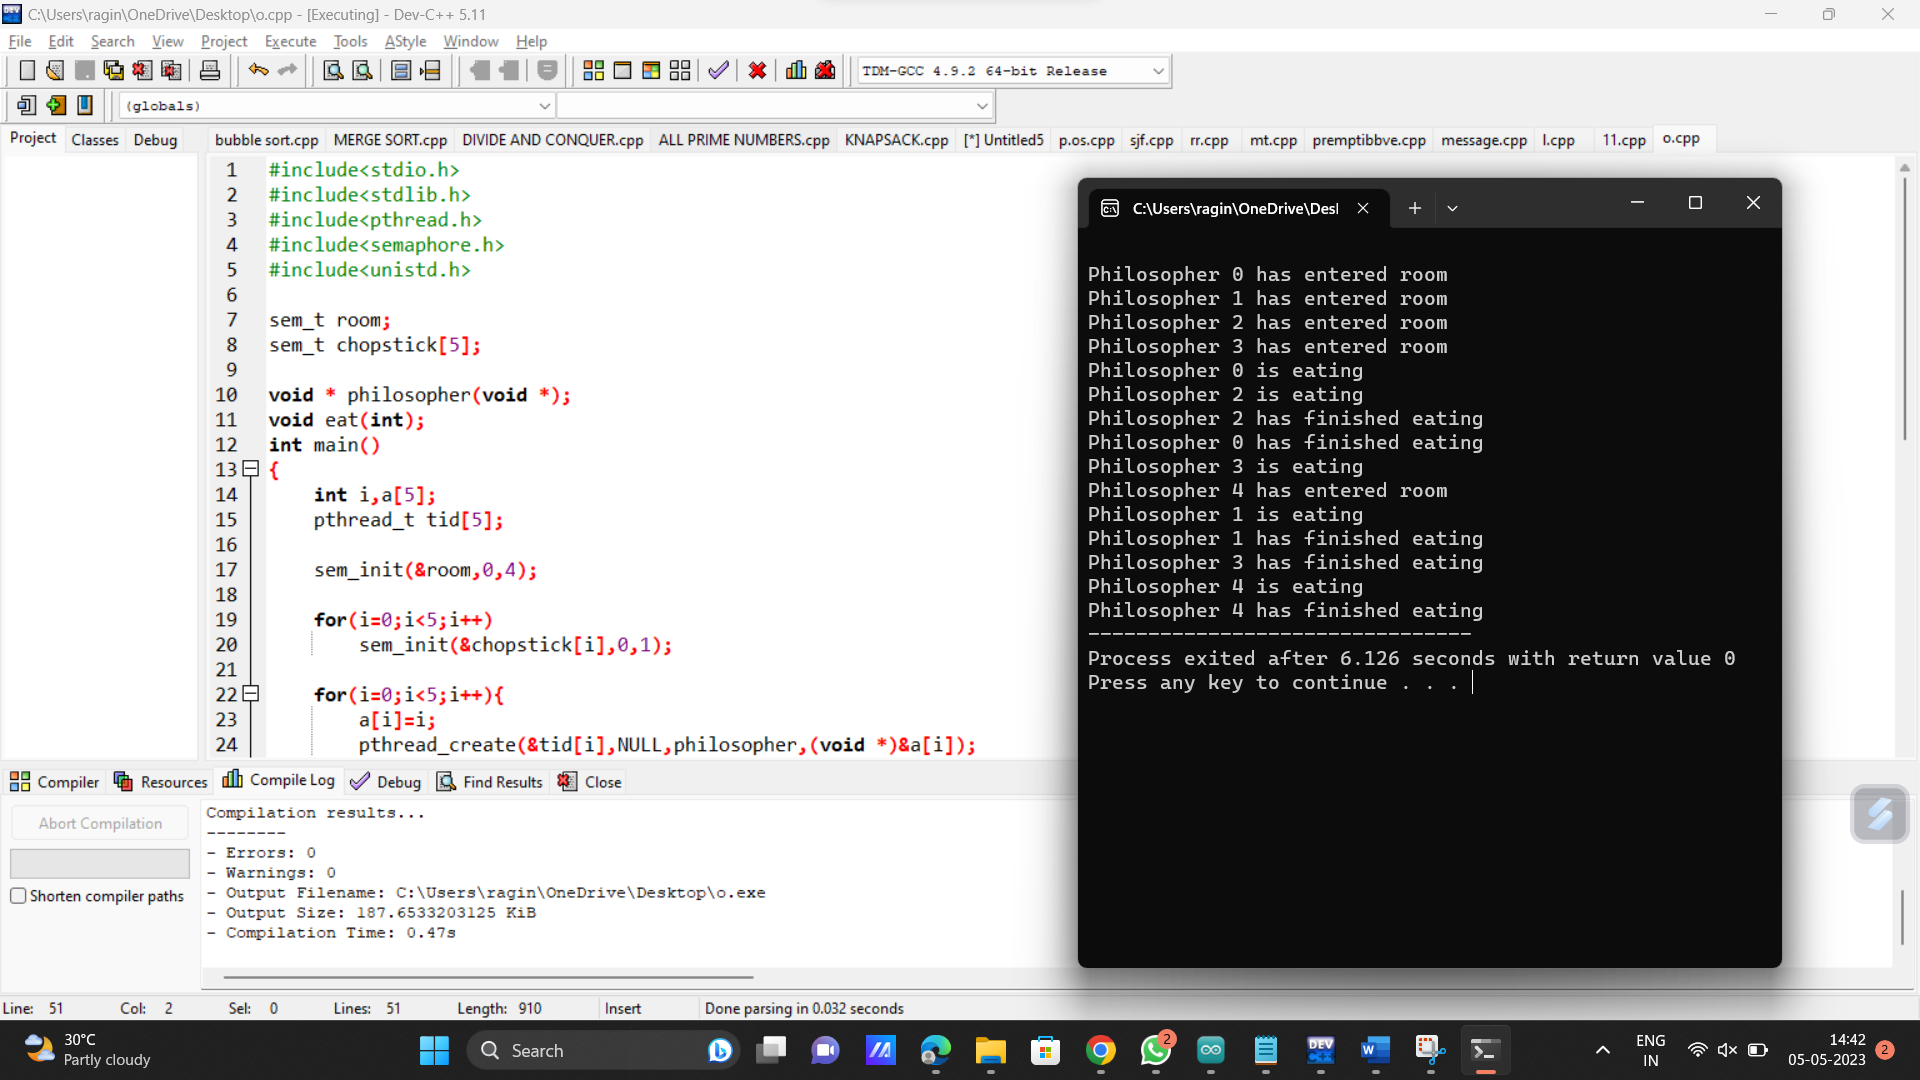 C:\Users\ragin\OneDrive\Desktop\o.cpp - [Executing] - Dev-C++ 5.11
File Edit Search View Project Execute Tools AStyle Window Help
TDM-GCC 4.9.2 64-bit Release
(globals)
Project Classes Debug
bubble sort.cpp MERGE SORT.cpp DIVIDE AND CONQUER.cpp ALL PRIME NUMBERS.cpp KNAPSACK.cpp [*] Untitled5 p.os.cpp sjf.cpp rr.cpp mt.cpp premptibbve.cpp message.cpp l.cpp 11.cpp o.cpp
1 #include<stdio.h>
2 #include<stdlib.h>
3 #include<pthread.h>
4 #include<semaphore.h>
5 #include<unistd.h>
6
7 sem_t room;
8 sem_t chopstick[5];
9
10 void * philosopher(void *);
11 void eat(int);
12 int main()
13 {
14 int i,a[5];
15 pthread_t tid[5];
16
17 sem_init(&room,0,4);
18
19 for(i=0;i<5;i++)
20 sem_init(&chopstick[i],0,1);
21
22 for(i=0;i<5;i++){
23 a[i]=i;
24 pthread_create(&tid[i],NULL,philosopher,(void *)&a[i]);
C:\Users\ragin\OneDrive\Desl
Philosopher 0 has entered room
Philosopher 1 has entered room
Philosopher 2 has entered room
Philosopher 3 has entered room
Philosopher 0 is eating
Philosopher 2 is eating
Philosopher 2 has finished eating
Philosopher 0 has finished eating
Philosopher 3 is eating
Philosopher 4 has entered room
Philosopher 1 is eating
Philosopher 1 has finished eating
Philosopher 3 has finished eating
Philosopher 4 is eating
Philosopher 4 has finished eating
--------------------------------
Process exited after 6.126 seconds with return value 0
Press any key to continue . . .
Compiler Resources Compile Log Debug Find Results Close
Abort Compilation
Shorten compiler paths
Compilation results...
--------
- Errors: 0
- Warnings: 0
- Output Filename: C:\Users\ragin\OneDrive\Desktop\o.exe
- Output Size: 187.6533203125 KiB
- Compilation Time: 0.47s
Line: 51 Col: 2 Sel: 0 Lines: 51 Length: 910 Insert Done parsing in 0.032 seconds
30°C
Partly cloudy
Search
2
DEV
ENG
IN
14:42
05-05-2023
2